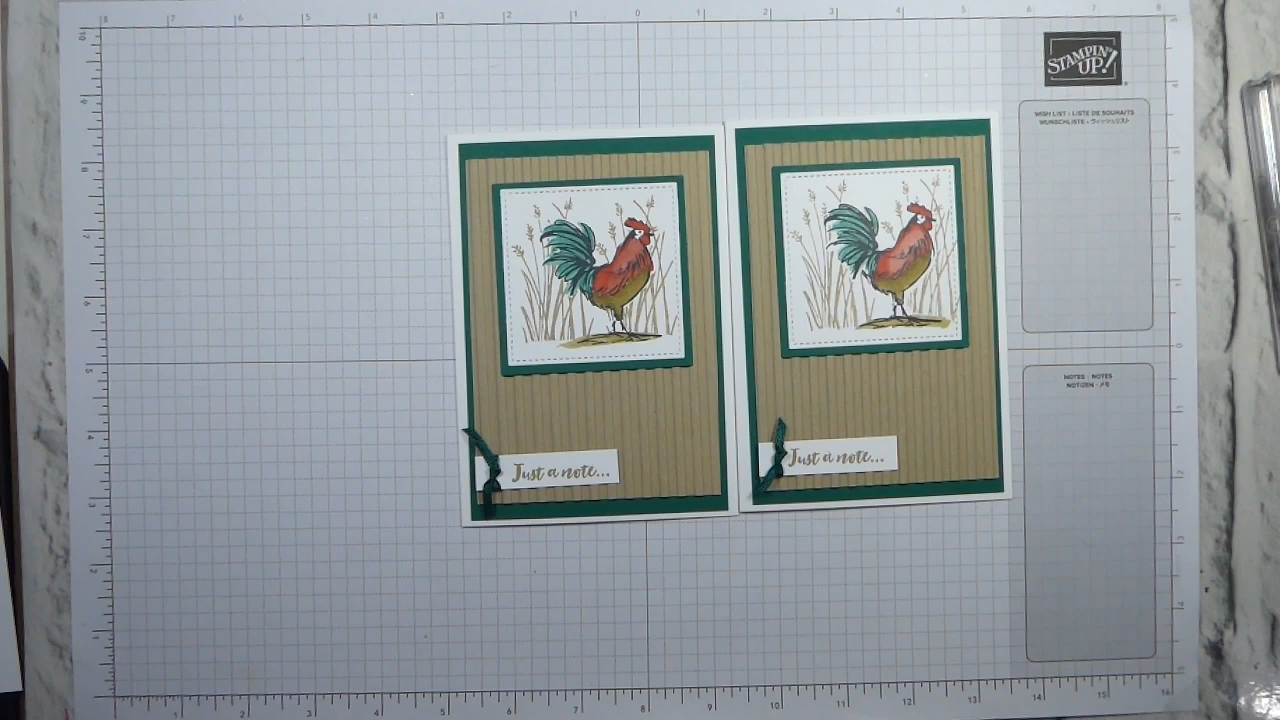 STAMPIN' UP!
WISH LIST • LISTE DE SOUHAITS
WUNSCHLISTE • ウィッシュリスト
NOTES • NOTES
NOTIZEN • メモ
Just a note...
Just a note...